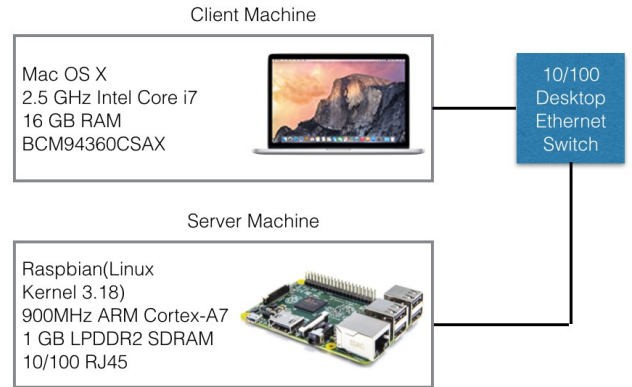 Client Machine
Mac OS X
2.5 GHz Intel Core i7
16 GB RAM
BCM94360CSAX
10/100
Desktop
Ethernet
Switch
Server Machine
Raspbian(Linux
Kernel 3.18)
900MHz ARM Cortex-A7
1 GB LPDDR2 SDRAM
10/100 RJ45